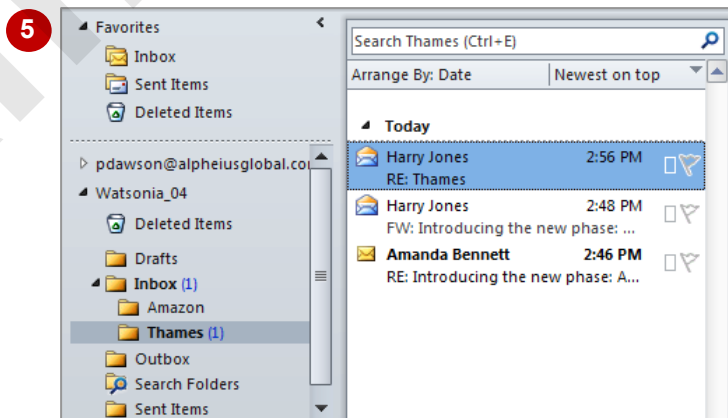 5
Favorites
Inbox
Sent Items
Deleted Items
pdawson@alpheiusglobal.co
Watsonia_04
Deleted Items
Drafts
Inbox (1)
Amazon
Thames (1)
Outbox
Search Folders
Sent Items
Search Thames (Ctrl+E)
Arrange By: Date Newest on top
Today
Harry Jones 2:56 PM
RE: Thames
Harry Jones 2:48 PM
FW: Introducing the new phase: ...
Amanda Bennett 2:46 PM
RE: Introducing the new phase: A...